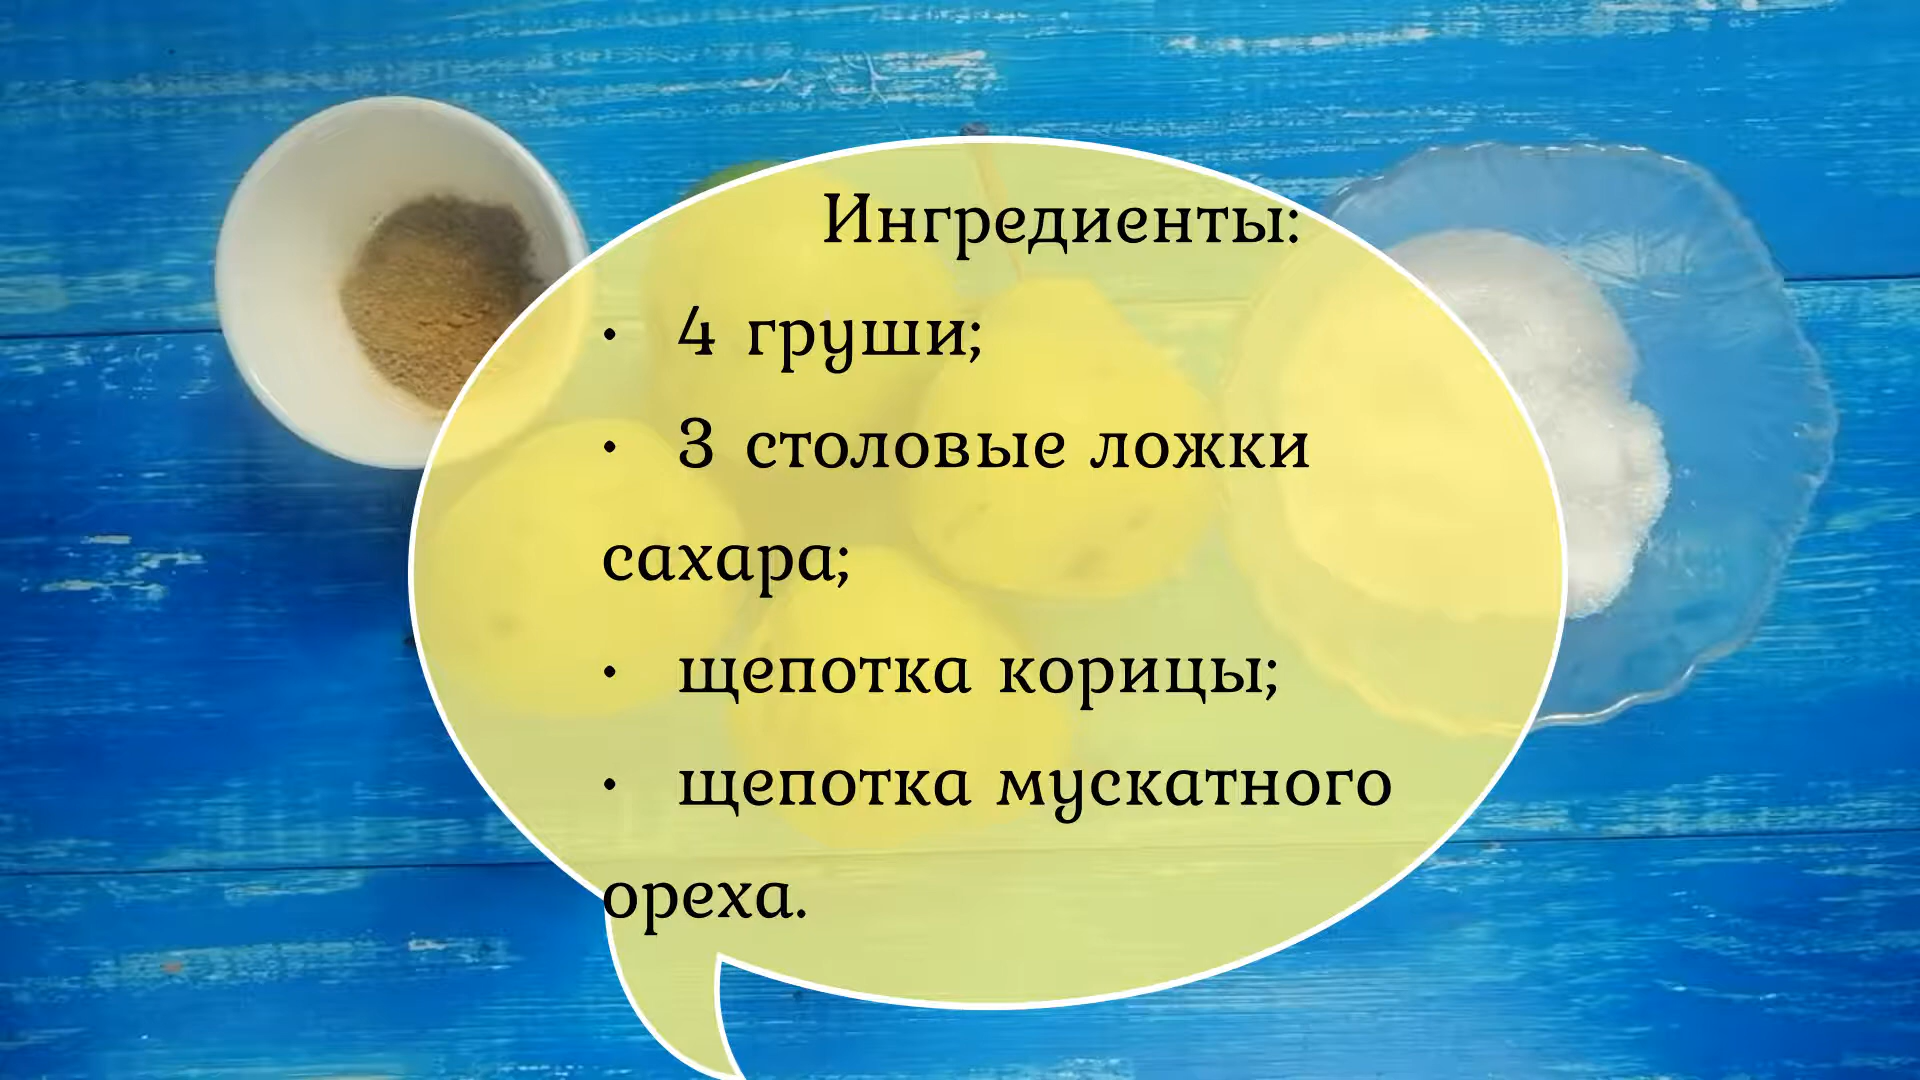 Ингредиенты:
• 4 груши;
• 3 столовые ложки
сахара;
• щепотка корицы;
• щепотка мускатного
ореха.